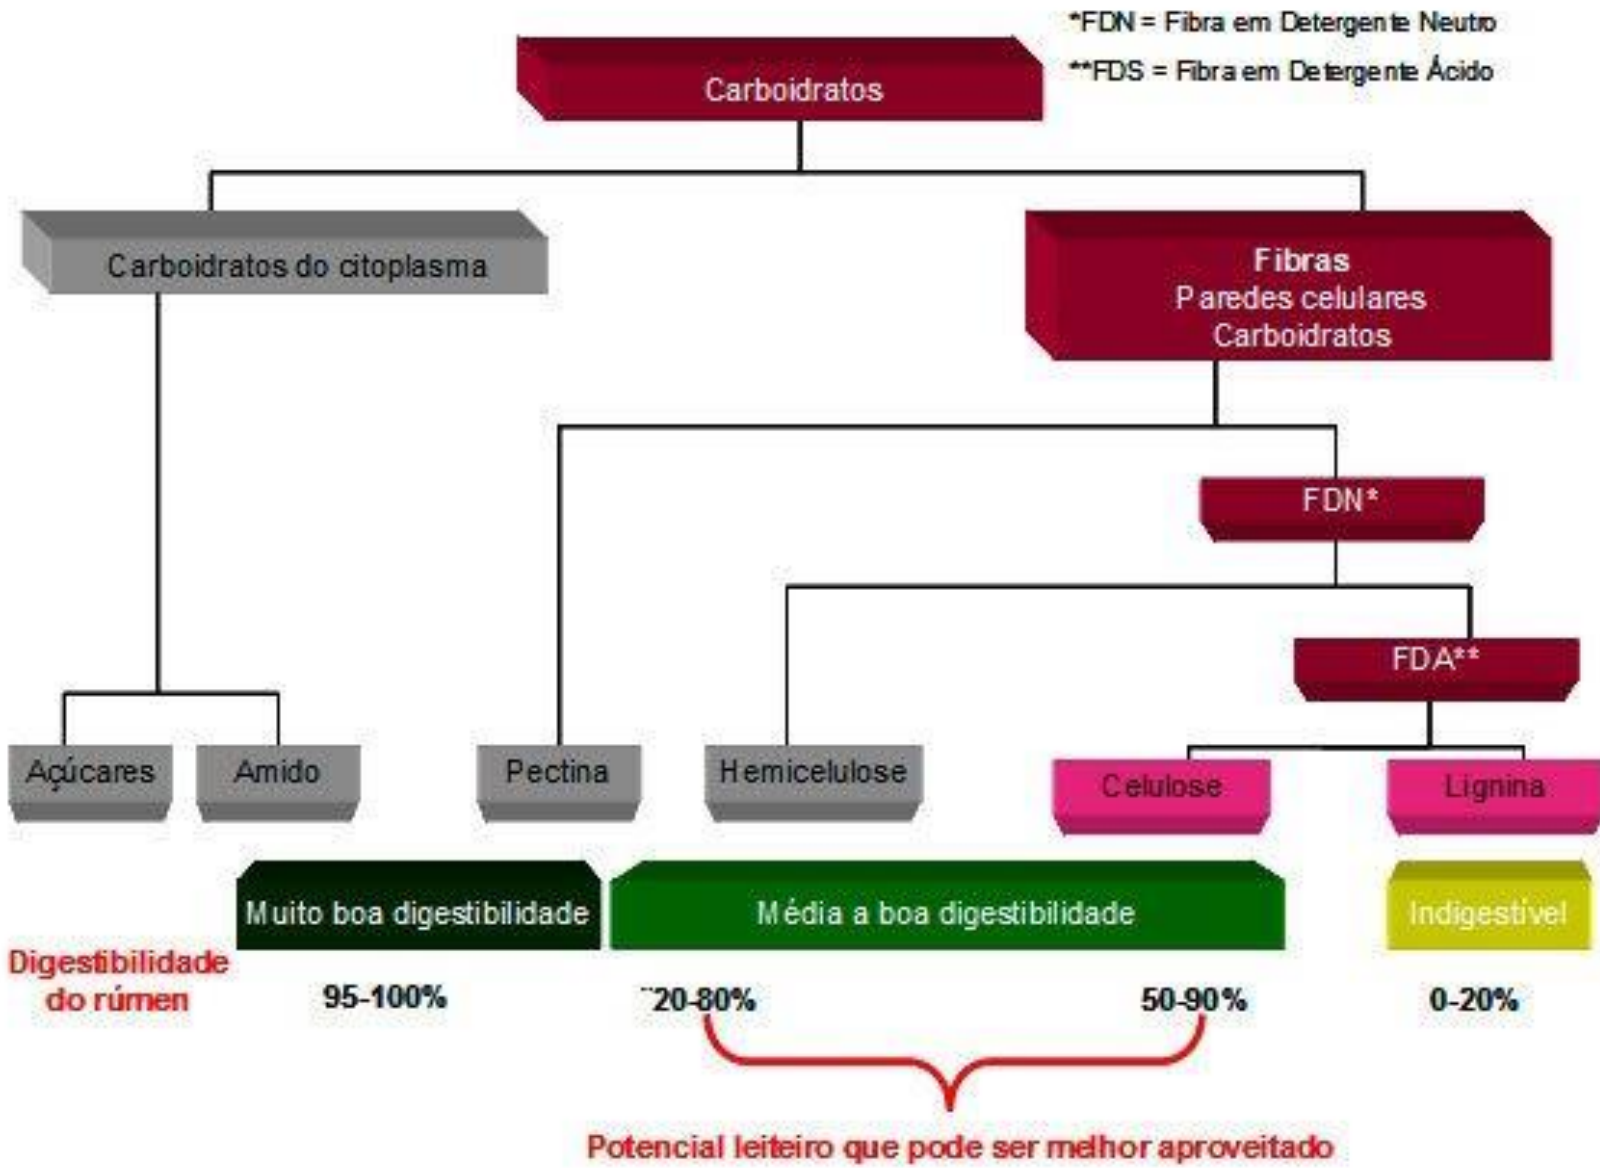 *FDN = Fibra em Detergente Neutro
**FDS = Fibra em Detergente Ácido
Carboidratos
Carboidratos do citoplasma
Fibras
Paredes celulares
Carboidratos
FDN*
FDA**
Açúcares
Amido
Pectina
Hemicelulose
Celulose
Lignina
Muito boa digestibilidade
Média a boa digestibilidade
Indigestível
Digestibilidade
do rúmen
95-100%
¨20-80%
50-90%
0-20%
Potencial leiteiro que pode ser melhor aproveitado